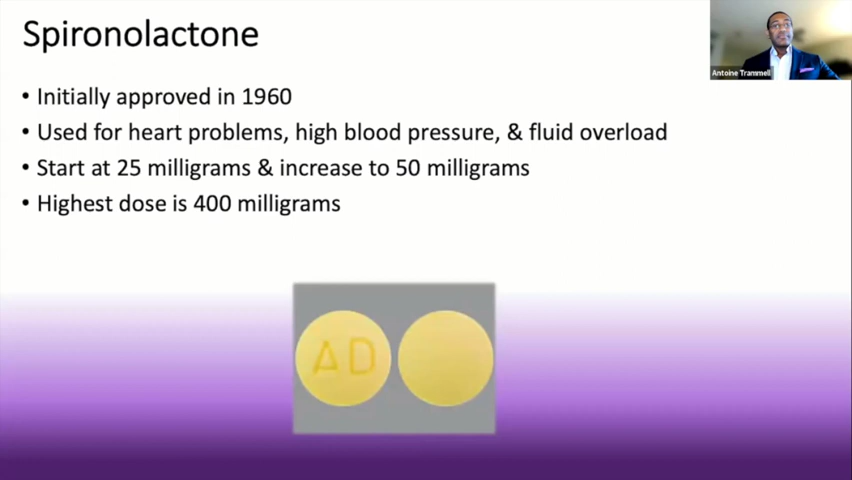 Spironolactone
Antoine Trammell
• Initially approved in 1960
• Used for heart problems, high blood pressure, & fluid overload
• Start at 25 milligrams & increase to 50 milligrams
• Highest dose is 400 milligrams
AD